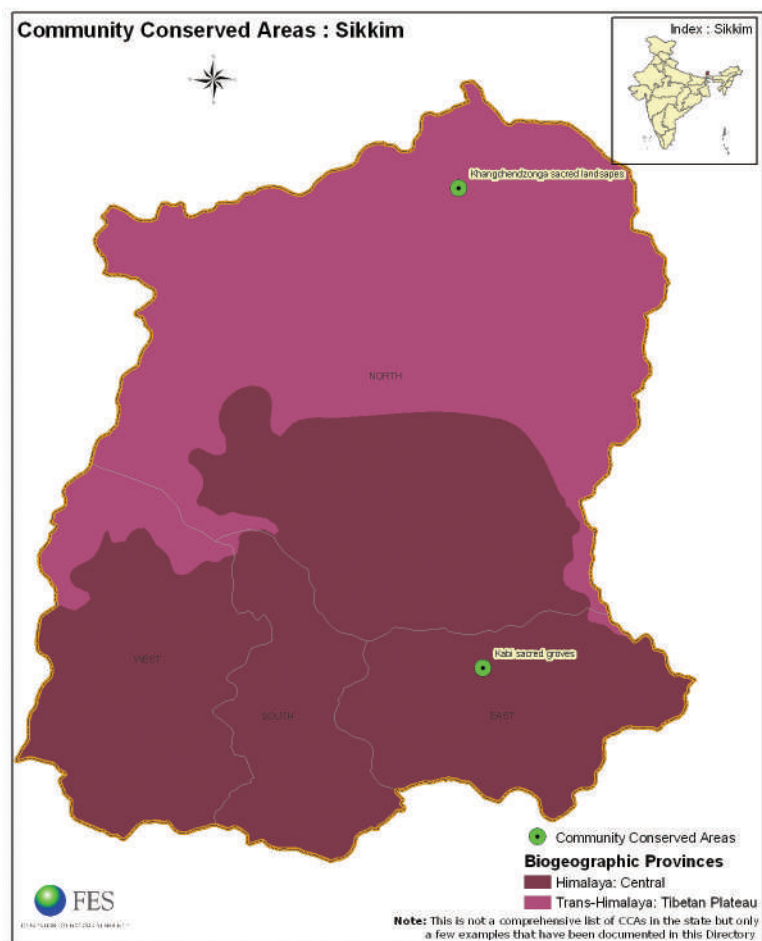 Community Conserved Areas : Sikkim
Index : Sikkim
Khangchendzonga sacred landsapes
NORTH
Kabi sacred groves
WEST
SOUTH
EAST
Community Conserved Areas
Biogeographic Provinces
Himalaya: Central
Trans-Himalaya: Tibetan Plateau
FES
Note: This is not a comprehensive list of CCAs in the state but only
a few examples that have been documented in this Directory